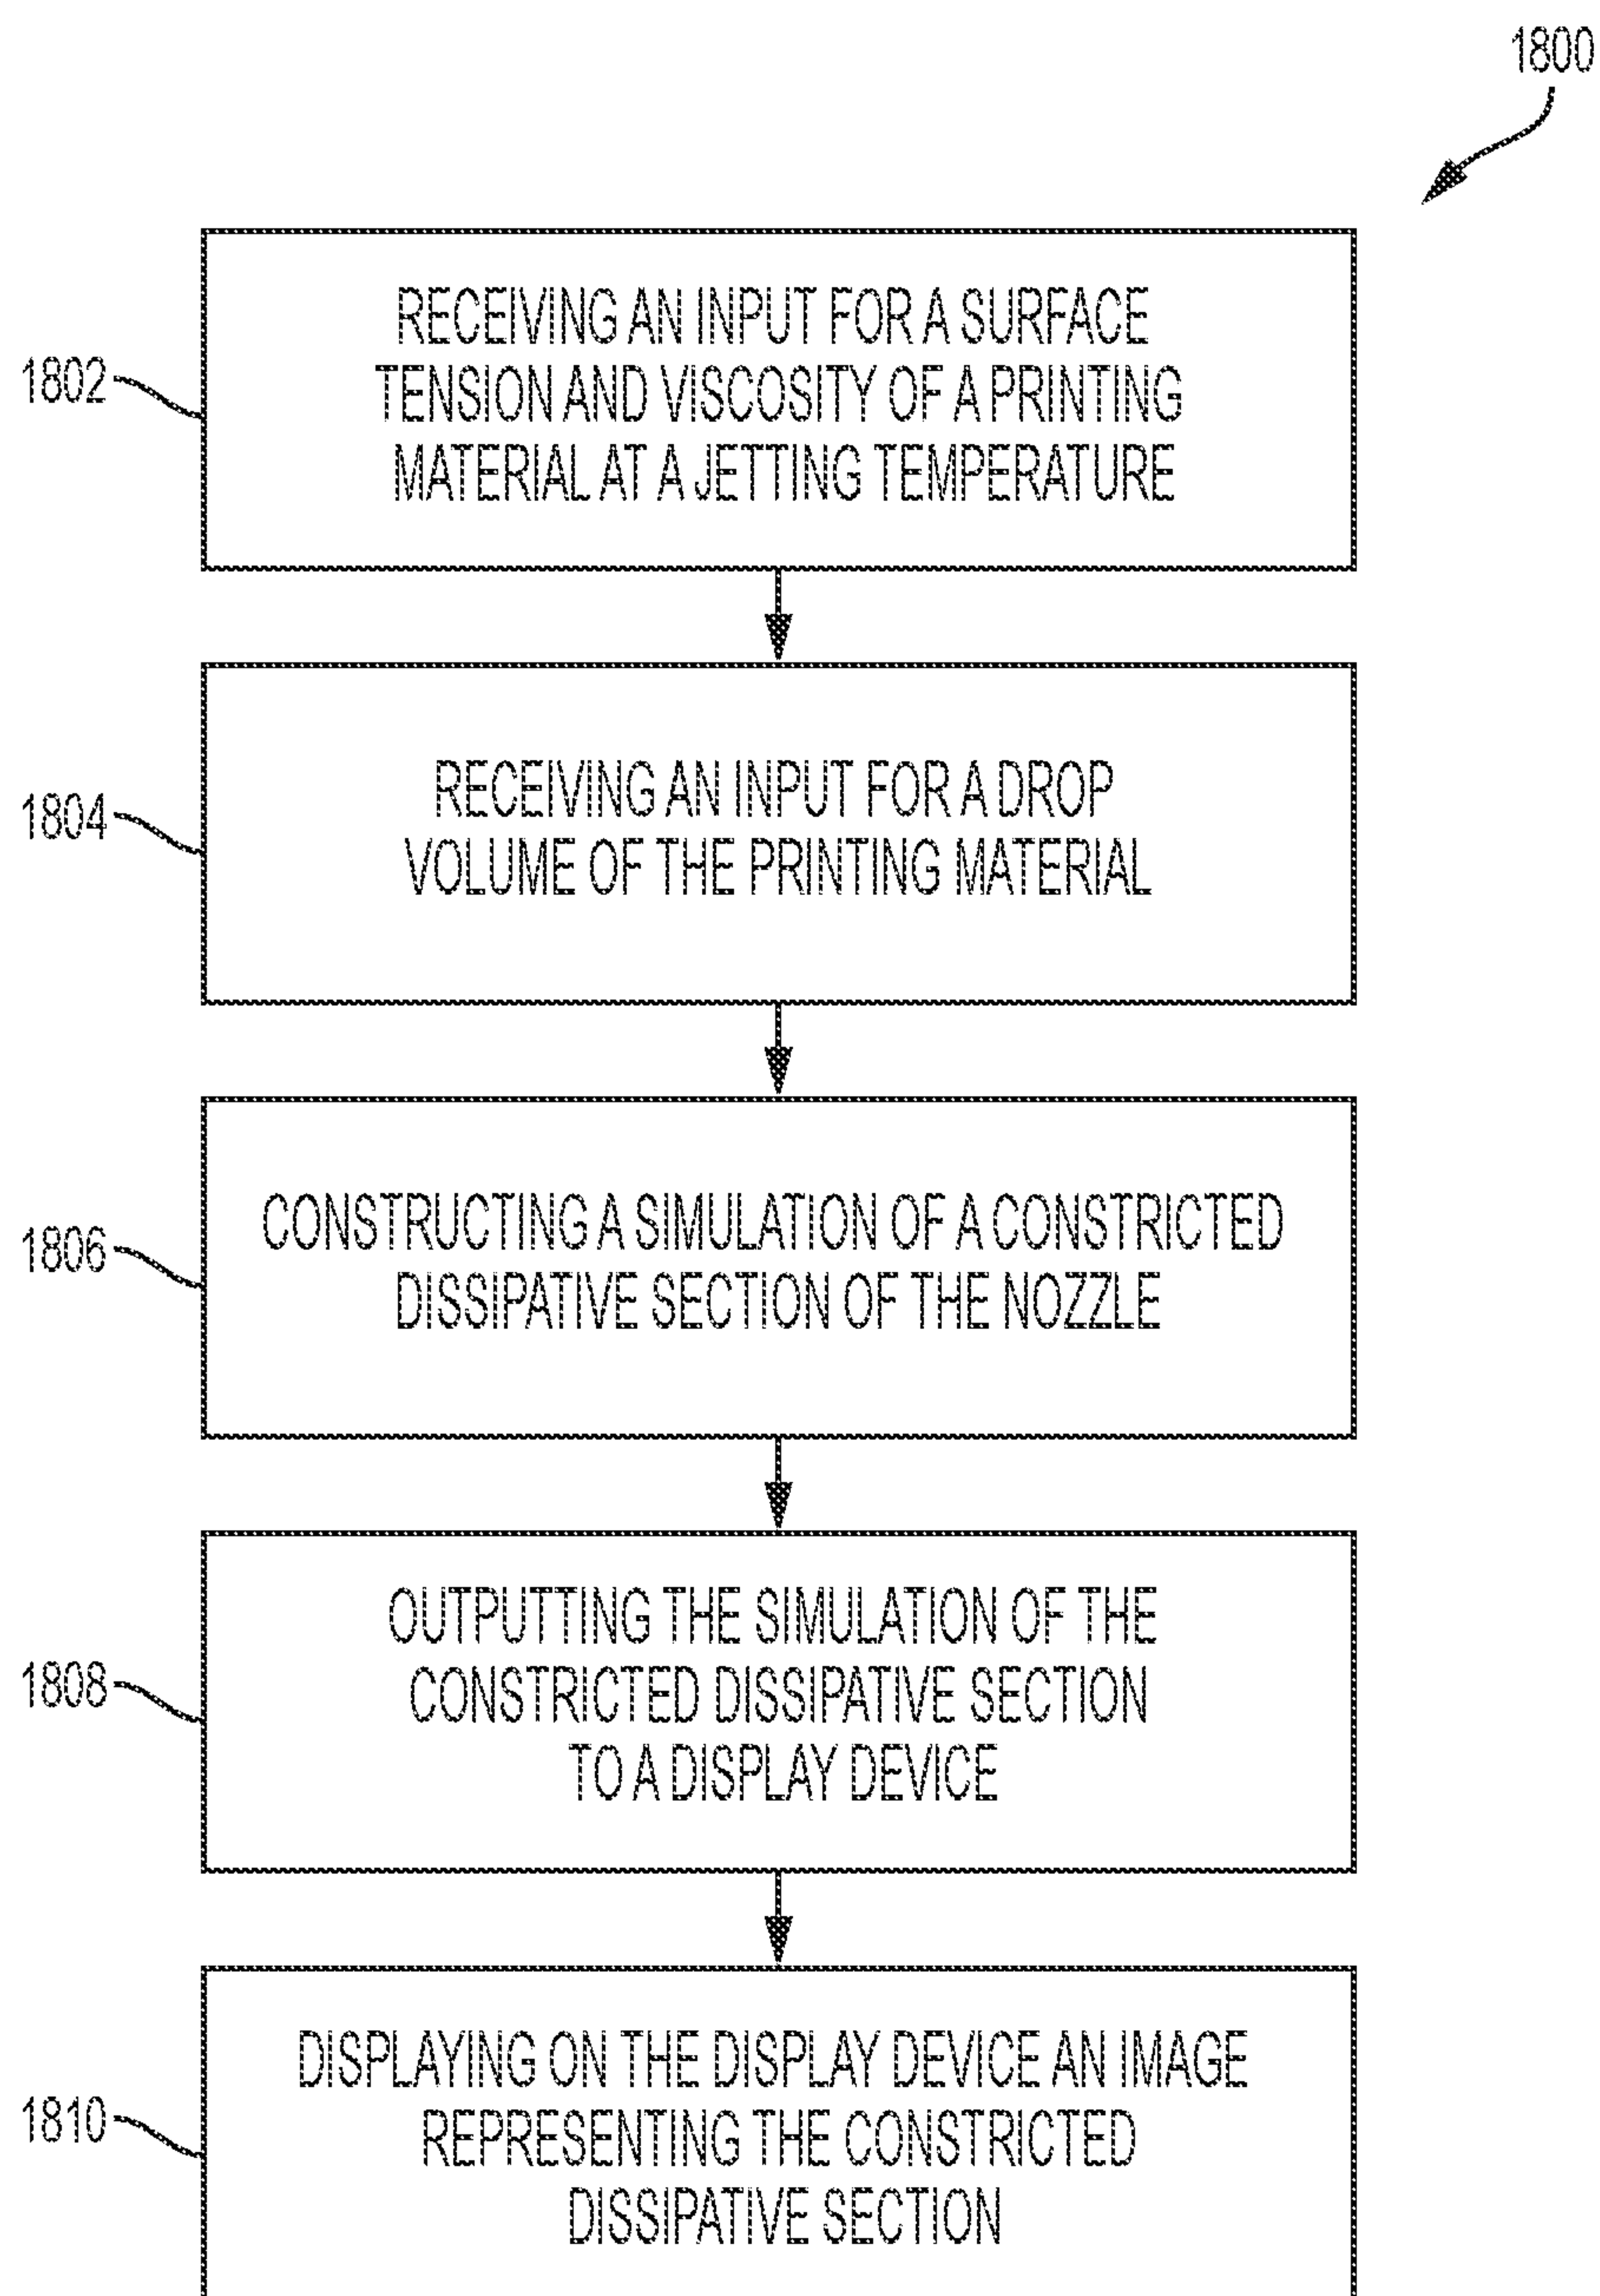 1800
1802
RECEIVING AN INPUT FOR A SURFACE
TENSION AND VISCOSITY OF A PRINTING
MATERIAL AT A JETTING TEMPERATURE
1804
RECEIVING AN INPUT FOR A DROP
VOLUME OF THE PRINTING MATERIAL
1806
CONSTRUCTING A SIMULATION OF A CONSTRICTED
DISSIPATIVE SECTION OF THE NOZZLE
1808
OUTPUTTING THE SIMULATION OF THE
CONSTRICTED DISSIPATIVE SECTION
TO A DISPLAY DEVICE
1810
DISPLAYING ON THE DISPLAY DEVICE AN IMAGE
REPRESENTING THE CONSTRICTED
DISSIPATIVE SECTION